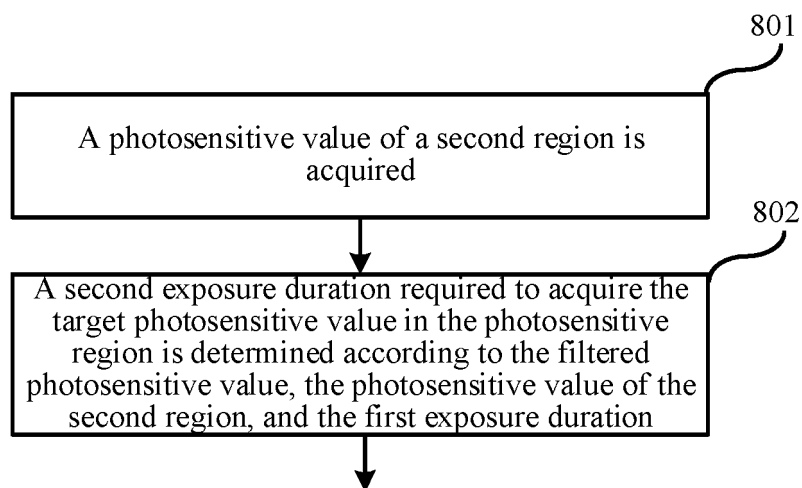 801
A photosensitive value of a second region is
acquired
802
A second exposure duration required to acquire the
target photosensitive value in the photosensitive
region is determined according to the filtered
photosensitive value, the photosensitive value of the
second region, and the first exposure duration